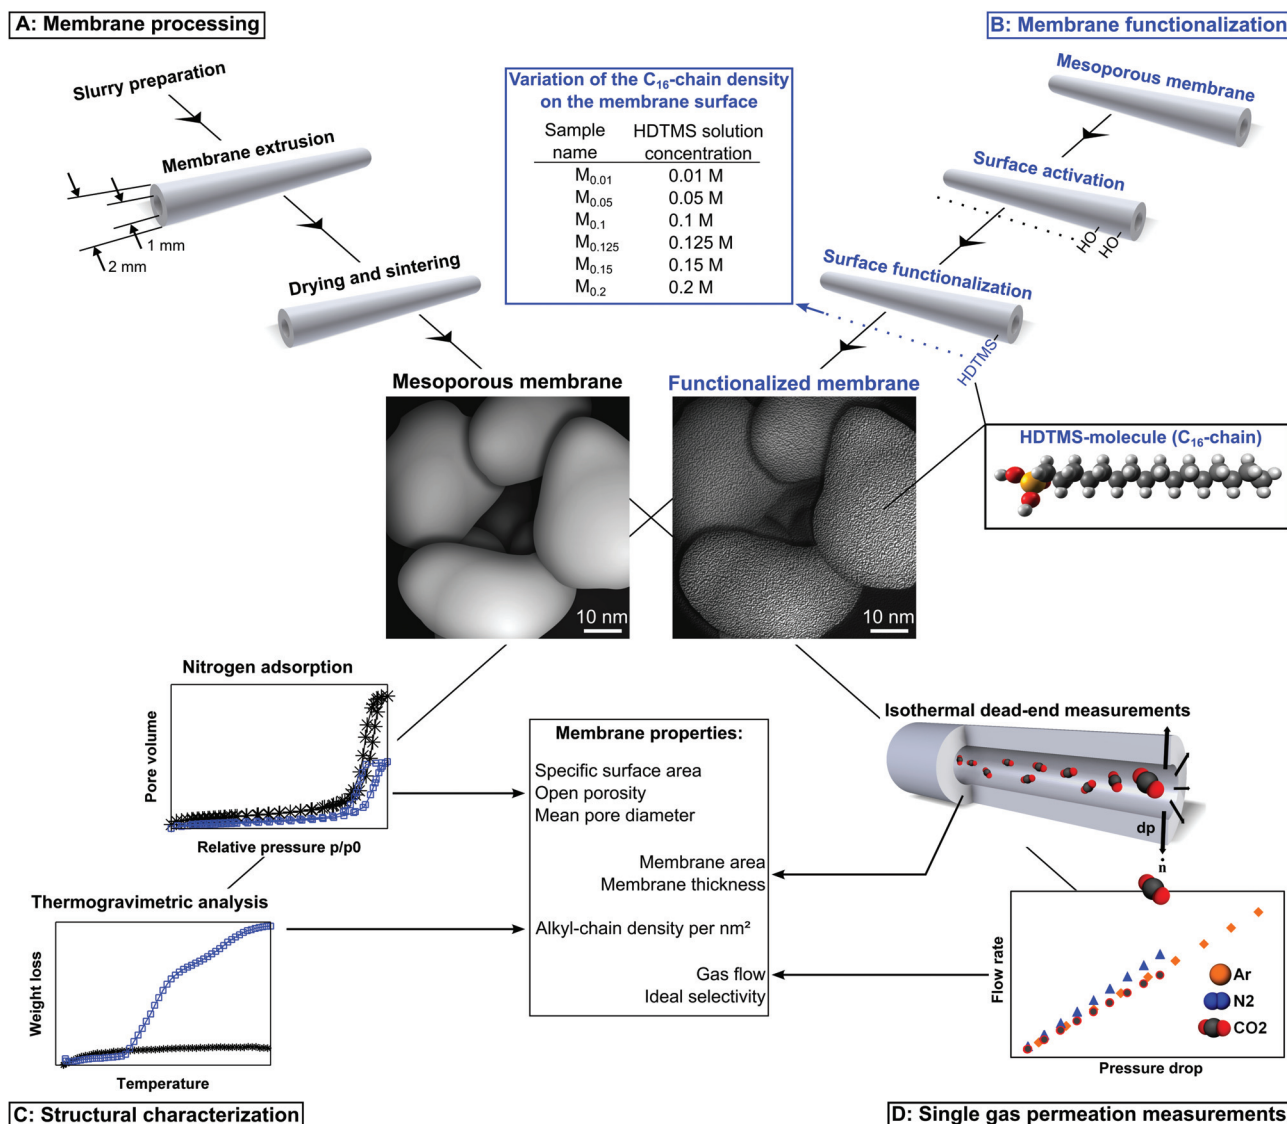 A: Membrane processing
B: Membrane functionalization
Slurry preparation
Membrane extrusion
1 mm
2 mm
Drying and sintering
Variation of the C₁₆-chain density
on the membrane surface
Sample name HDTMS solution concentration
M₀.₀₁ 0.01 M
M₀.₀₅ 0.05 M
M₀.₁ 0.1 M
M₀.₁₂₅ 0.125 M
M₀.₁₅ 0.15 M
M₀.₂ 0.2 M
Mesoporous membrane
Surface activation
HO-
HO-
Surface functionalization
HDTMS-
Mesoporous membrane
Functionalized membrane
10 nm
10 nm
HDTMS-molecule (C₁₆-chain)
Nitrogen adsorption
Pore volume
Relative pressure p/p0
Thermogravimetric analysis
Weight loss
Temperature
Membrane properties:
Specific surface area
Open porosity
Mean pore diameter
Membrane area
Membrane thickness
Alkyl-chain density per nm²
Gas flow
Ideal selectivity
Isothermal dead-end measurements
dp
ṅ
Flow rate
Ar
N2
CO2
Pressure drop
C: Structural characterization
D: Single gas permeation measurements